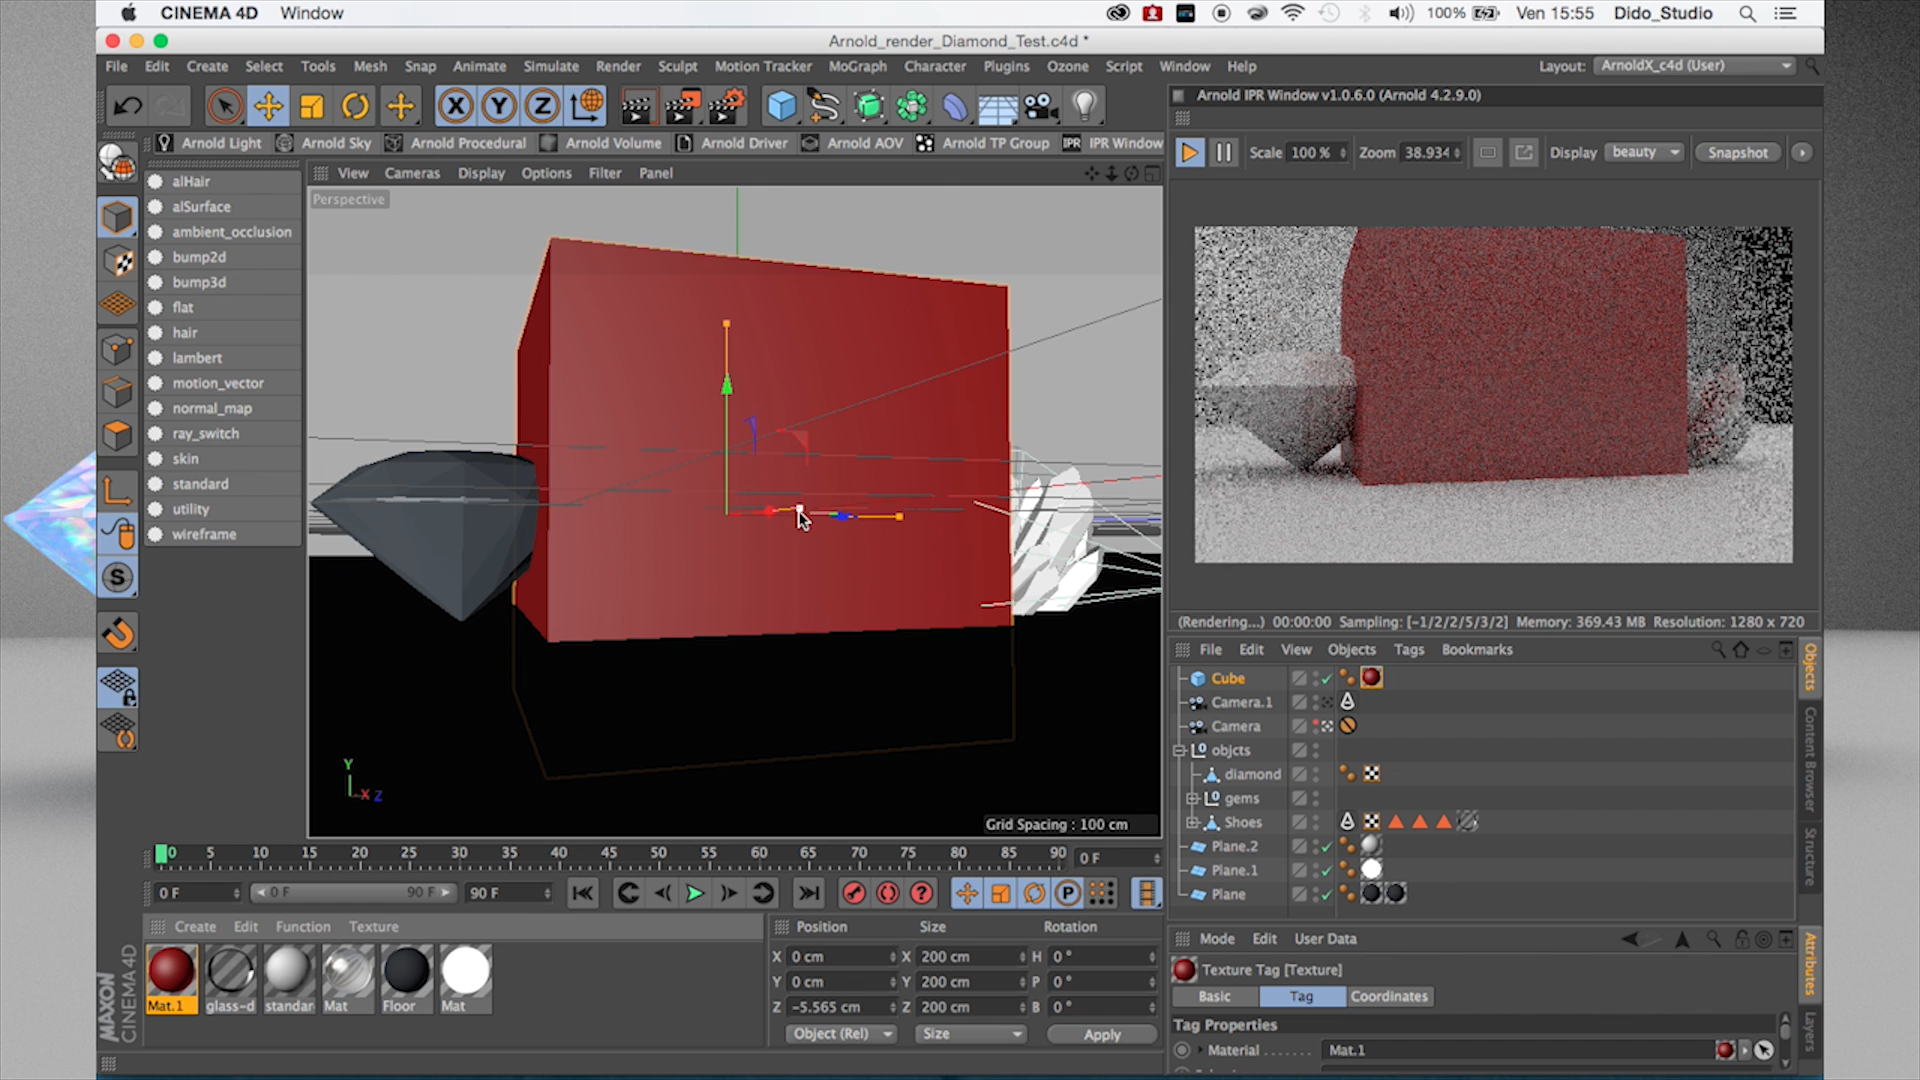 CINEMA 4D Window 100% Ven 15:55 Dido_Studio
Arnold_render_Diamond_Test.c4d *
File Edit Create Select Tools Mesh Snap Animate Simulate Render Sculpt Motion Tracker MoGraph Character Plugins Ozone Script Window Help Layout: ArnoldX_c4d (User)
Arnold IPR Window v1.0.6.0 (Arnold 4.2.9.0)
X Y Z
Arnold Light Arnold Sky Arnold Procedural Arnold Volume Arnold Driver Arnold AOV Arnold TP Group IPR IPR Window
Scale 100 % Zoom 38.934 Display beauty Snapshot
View Cameras Display Options Filter Panel
Perspective
alHair
alSurface
ambient_occlusion
bump2d
bump3d
flat
hair
lambert
motion_vector
normal_map
ray_switch
skin
standard
utility
wireframe
S
Y
X Z
Grid Spacing : 100 cm
(Rendering...) 00:00:00 Sampling: [-1/2/2/5/3/2] Memory: 369.43 MB Resolution: 1280 x 720
File Edit View Objects Tags Bookmarks
Cube
Camera.1
Camera
objcts
diamond
gems
Shoes
Plane.2
Plane.1
Plane
Objects
Content Browser
Structure
0 5 10 15 20 25 30 35 40 45 50 55 60 65 70 75 80 85 90 0 F
0 F 0 F 90 F 90 F P
Create Edit Function Texture
Mat.1 glass-d standar Mat Floor Mat
MAXON
CINEMA 4D
Position Size Rotation
X 0 cm X 200 cm H 0 °
Y 0 cm Y 200 cm P 0 °
Z -5.565 cm Z 200 cm B 0 °
Object (Rel) Size Apply
Mode Edit User Data
Texture Tag [Texture]
Basic Tag Coordinates
Tag Properties
Material ....... Mat.1
Attributes
Layers